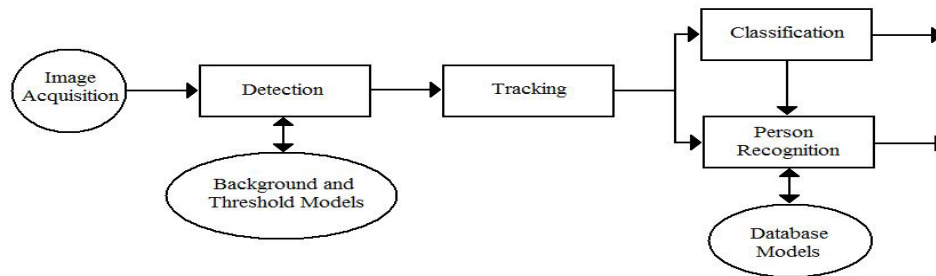 Image
Acquisition
Detection
Background and
Threshold Models
Tracking
Classification
Person
Recognition
Database
Models